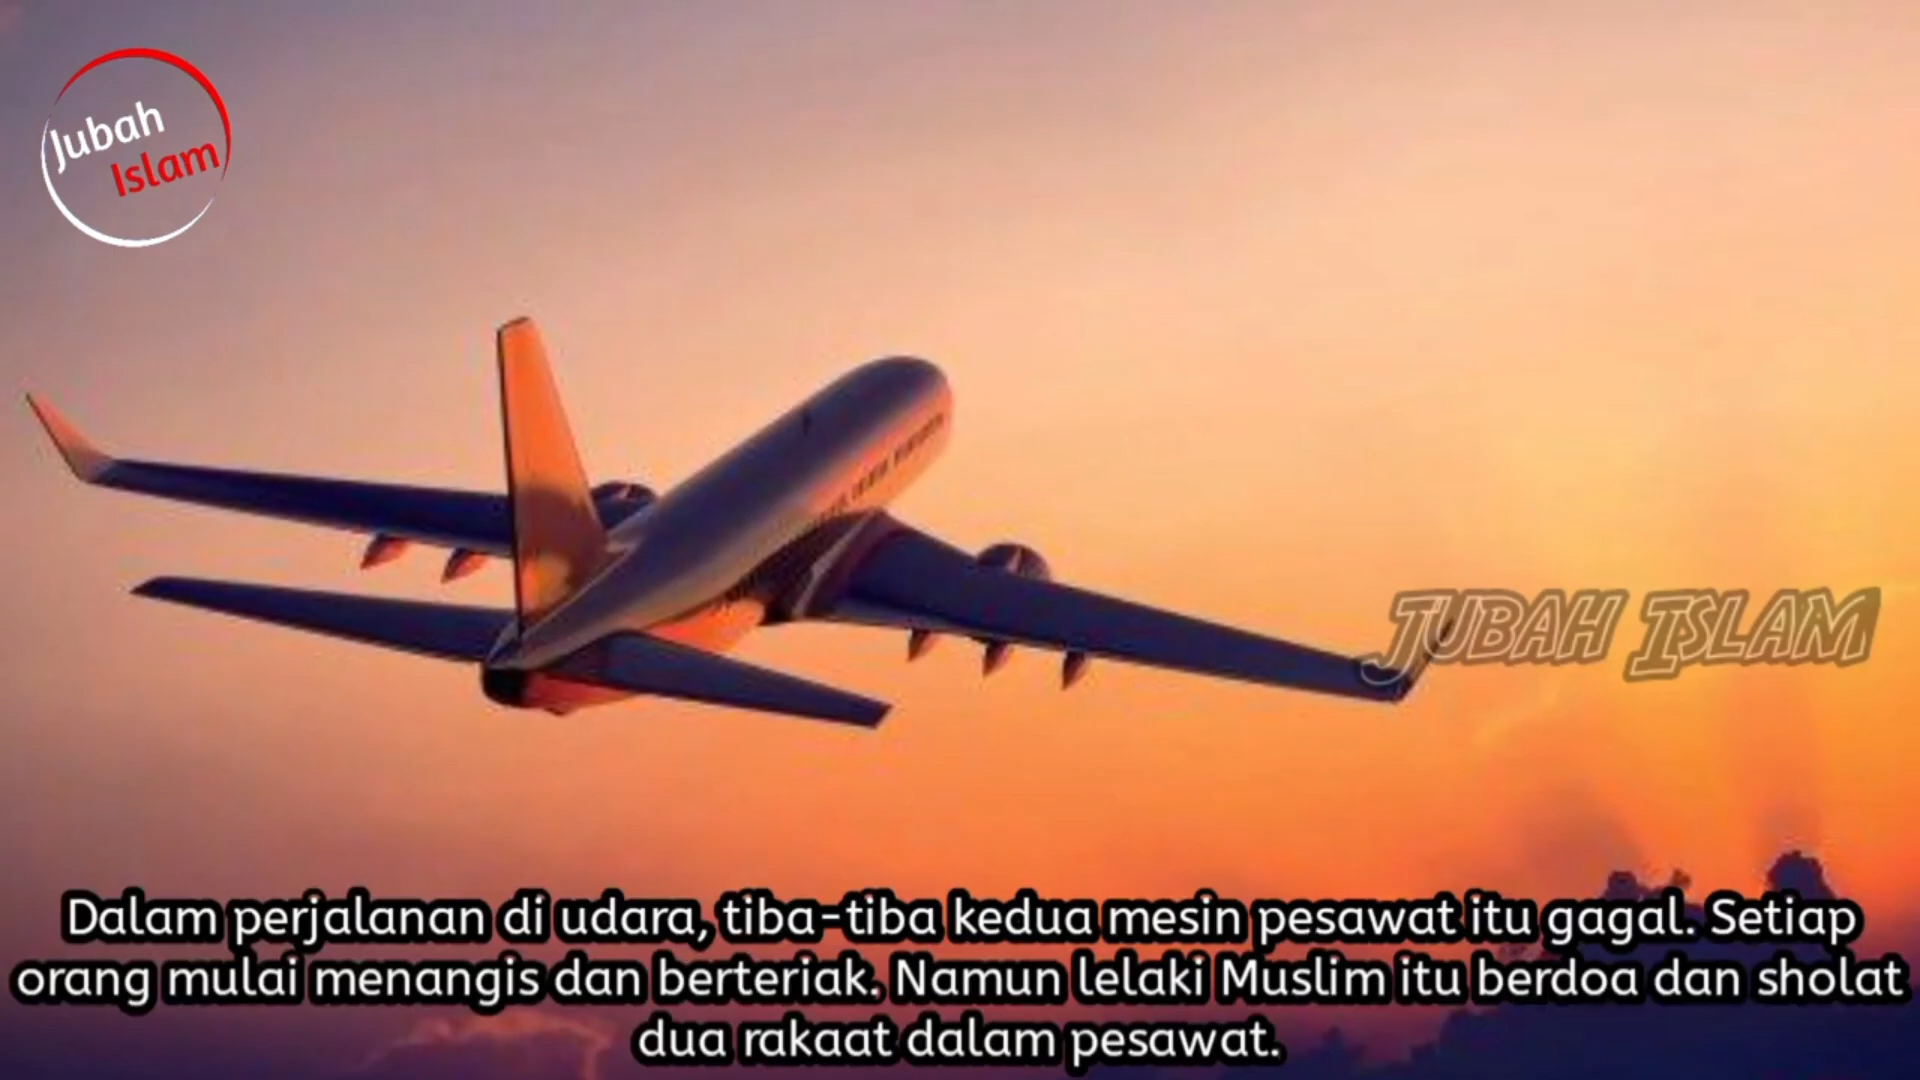 Jubah
Islam
JUBAH ISLAM
Dalam perjalanan di udara, tiba-tiba kedua mesin pesawat itu gagal. Setiap
orang mulai menangis dan berteriak. Namun lelaki Muslim itu berdoa dan sholat
dua rakaat dalam pesawat.